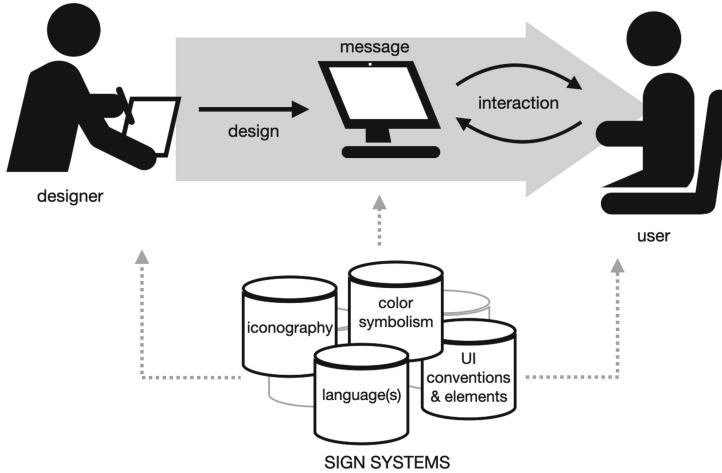 message
interaction
design
designer
user
color
symbolism
iconography
UI
conventions
& elements
language(s)
SIGN SYSTEMS